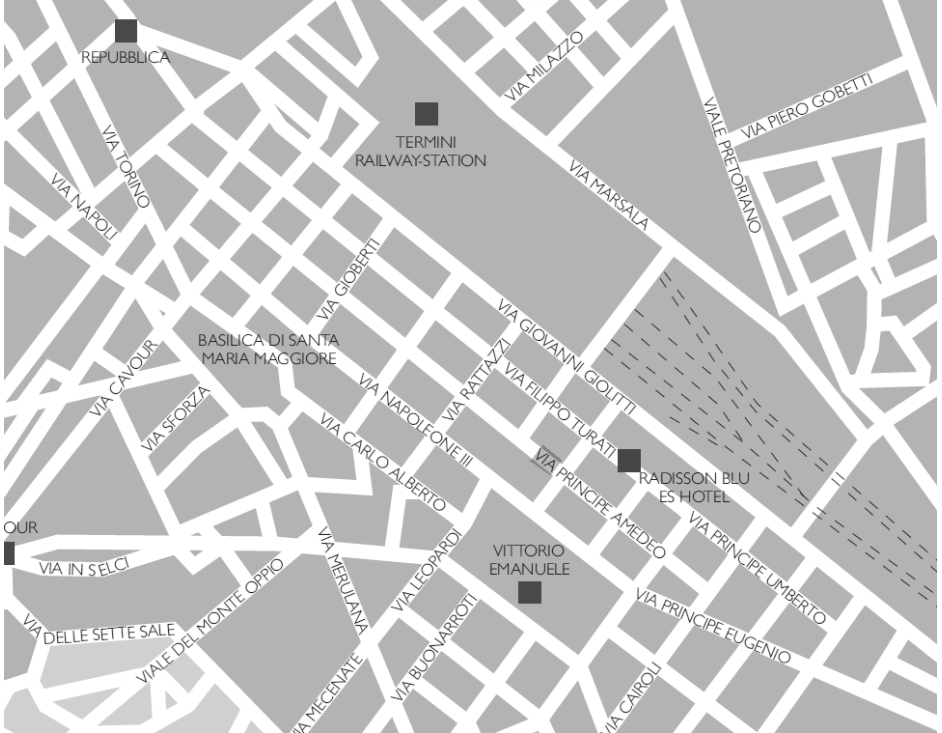 REPUBBLICA
VIA MILAZZO
VIA PIERO GOBETTI
TERMINI
RAILWAY-STATION
VIALE PRETORIANO
VIA TORINO
VIA NAPOLI
VIA MARSALA
VIA GIOBERTI
BASILICA DI SANTA
MARIA MAGGIORE
VIA GIOVANNI GIOLITTI
VIA CAVOUR
VIA RATTAZZI
VIA FILIPPO TURATI
VIA SFORZA
VIA NAPOLEONE III
VIA CARLO ALBERTO
RADISSON BLU
ES HOTEL
VIA PRINCIPE AMEDEO
VIA PRINCIPE UMBERTO
OUR
VIA IN SELCI
VIA MERULANA
VIA LEOPARDI
VITTORIO
EMANUELE
VIA DELLE SETTE SALE
VIALE DEL MONTE OPPIO
VIA BUONARROTI
VIA PRINCIPE EUGENIO
VIA MECENATE
VIA CAIROLI